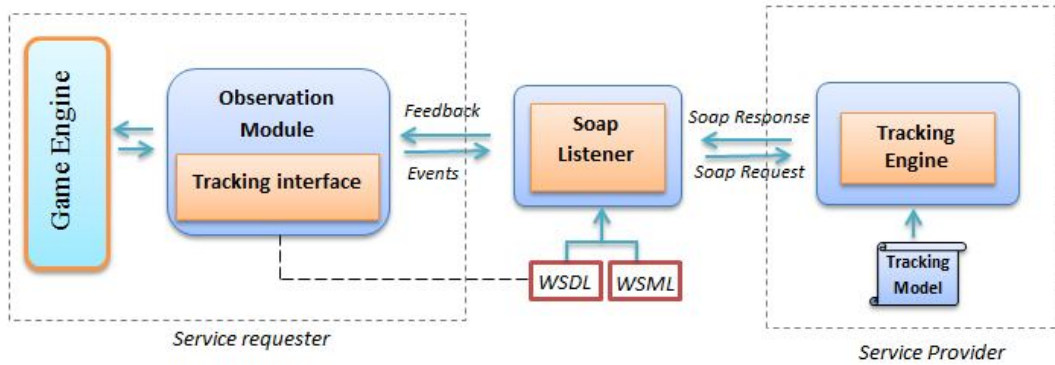 Game Engine
Observation
Module
Tracking interface
Feedback
Events
Soap
Listener
Soap Response
Soap Request
Tracking
Engine
WSDL
WSML
Tracking
Model
Service requester
Service Provider